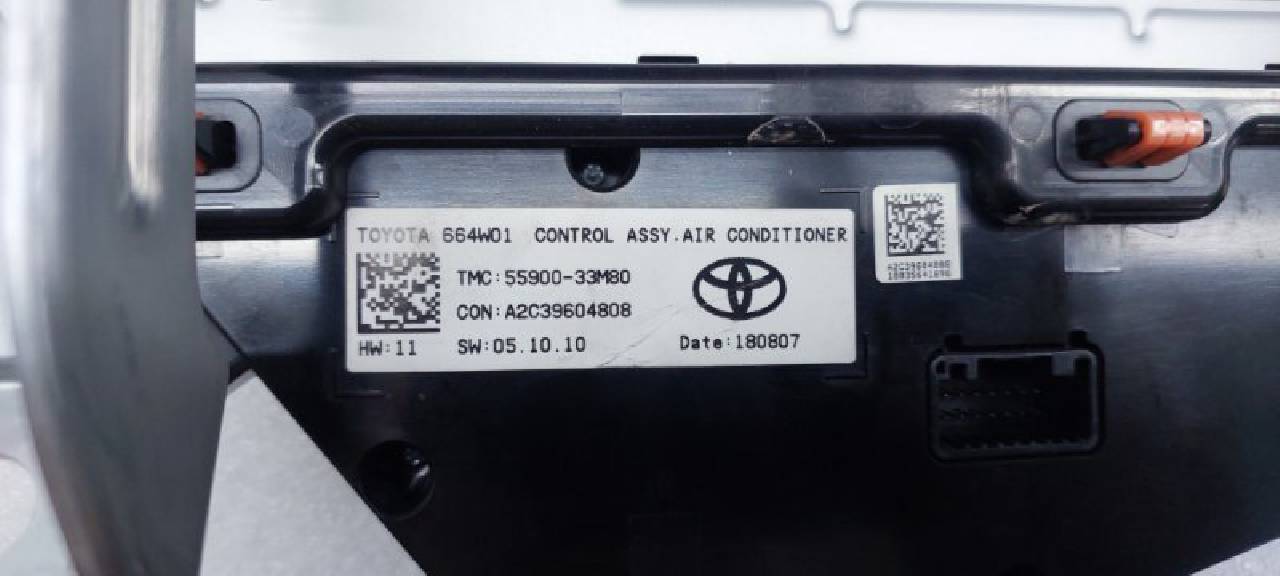 TOYOTA 664W01 CONTROL ASSY.AIR CONDITIONER
TMC:55900-33M80
CON:A2C39604808
HW:11 SW:05.10.10 Date:180807